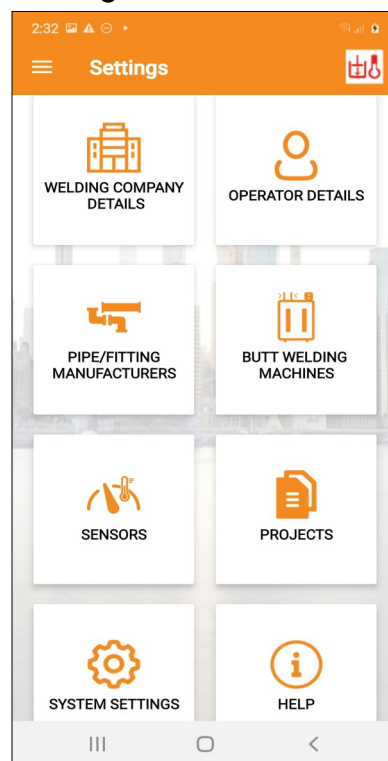 2:32
Settings
WELDING COMPANY
DETAILS
OPERATOR DETAILS
PIPE/FITTING
MANUFACTURERS
BUTT WELDING
MACHINES
SENSORS
PROJECTS
SYSTEM SETTINGS
HELP